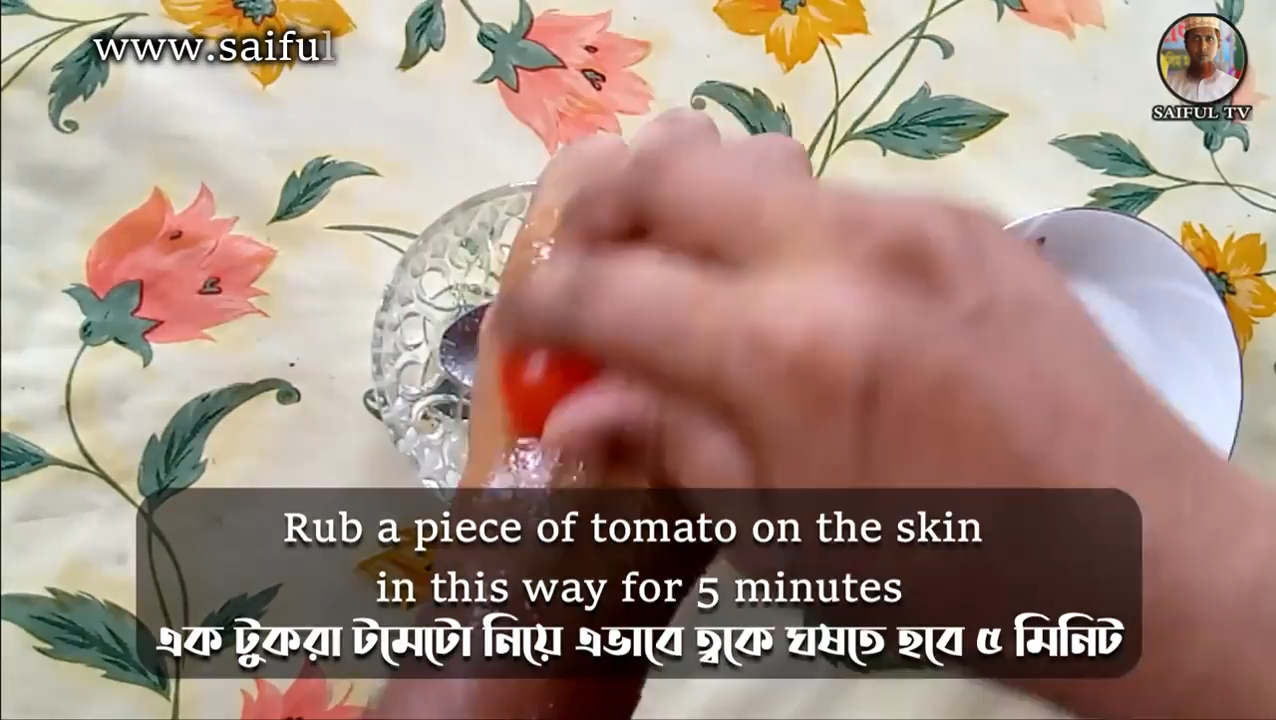 www.saiful
SAIFUL TV
Rub a piece of tomato on the skin
in this way for 5 minutes
এক টুকরা টমেটো নিয়ে এভাবে ত্বকে ঘষতে হবে ৫ মিনিট